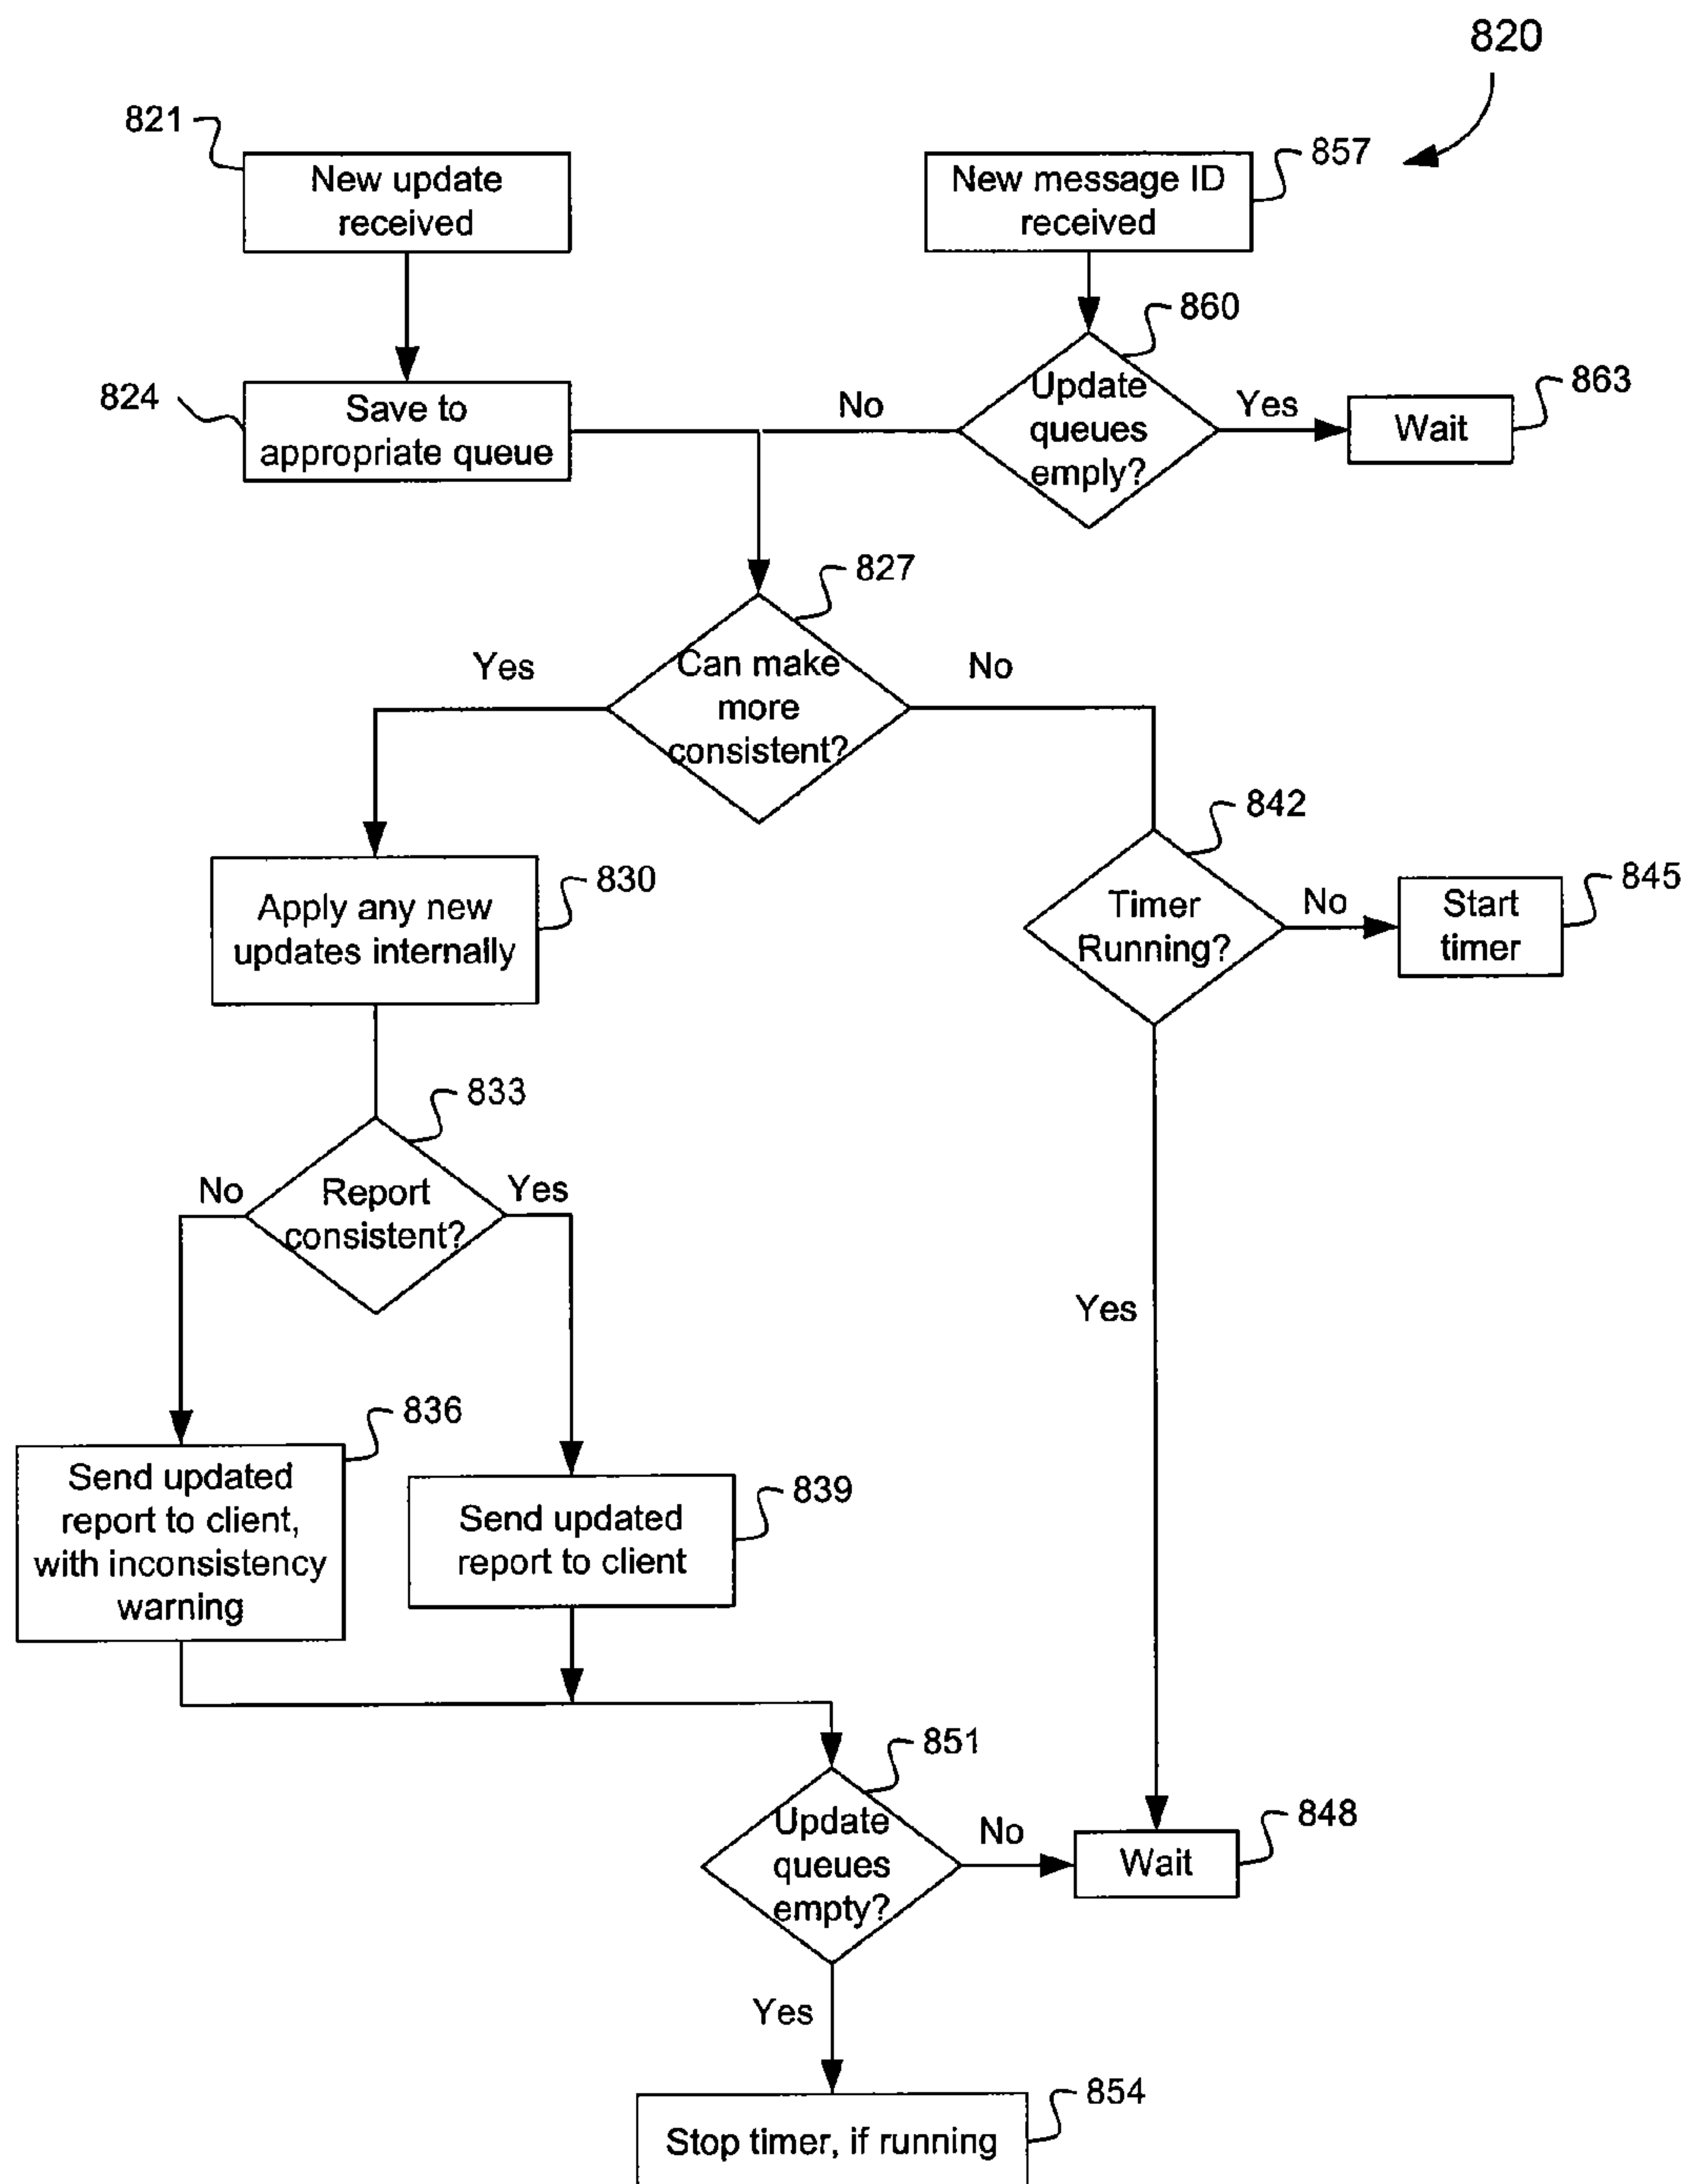 820
821
New update
received
857
New message ID
received
860
Update
queues
emply?
No
Yes
863
Wait
824
Save to
appropriate queue
827
Can make
more
consistent?
Yes
No
830
Apply any new
updates internally
842
Timer
Running?
No
845
Start
timer
Yes
833
Report
consistent?
No
Yes
836
Send updated
report to client,
with inconsistency
warning
839
Send updated
report to client
851
Update
queues
empty?
No
848
Wait
Yes
854
Stop timer, if running